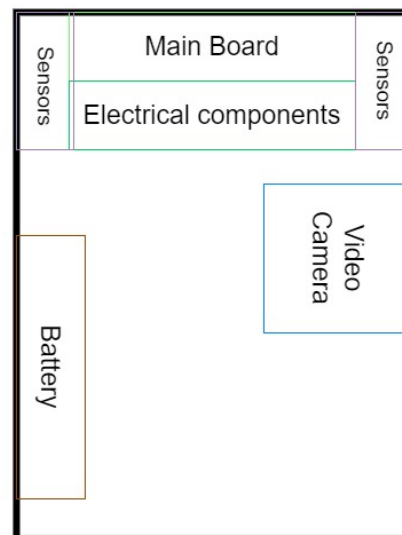 Sensors
Main Board
Sensors
Electrical components
Video
Camera
Battery